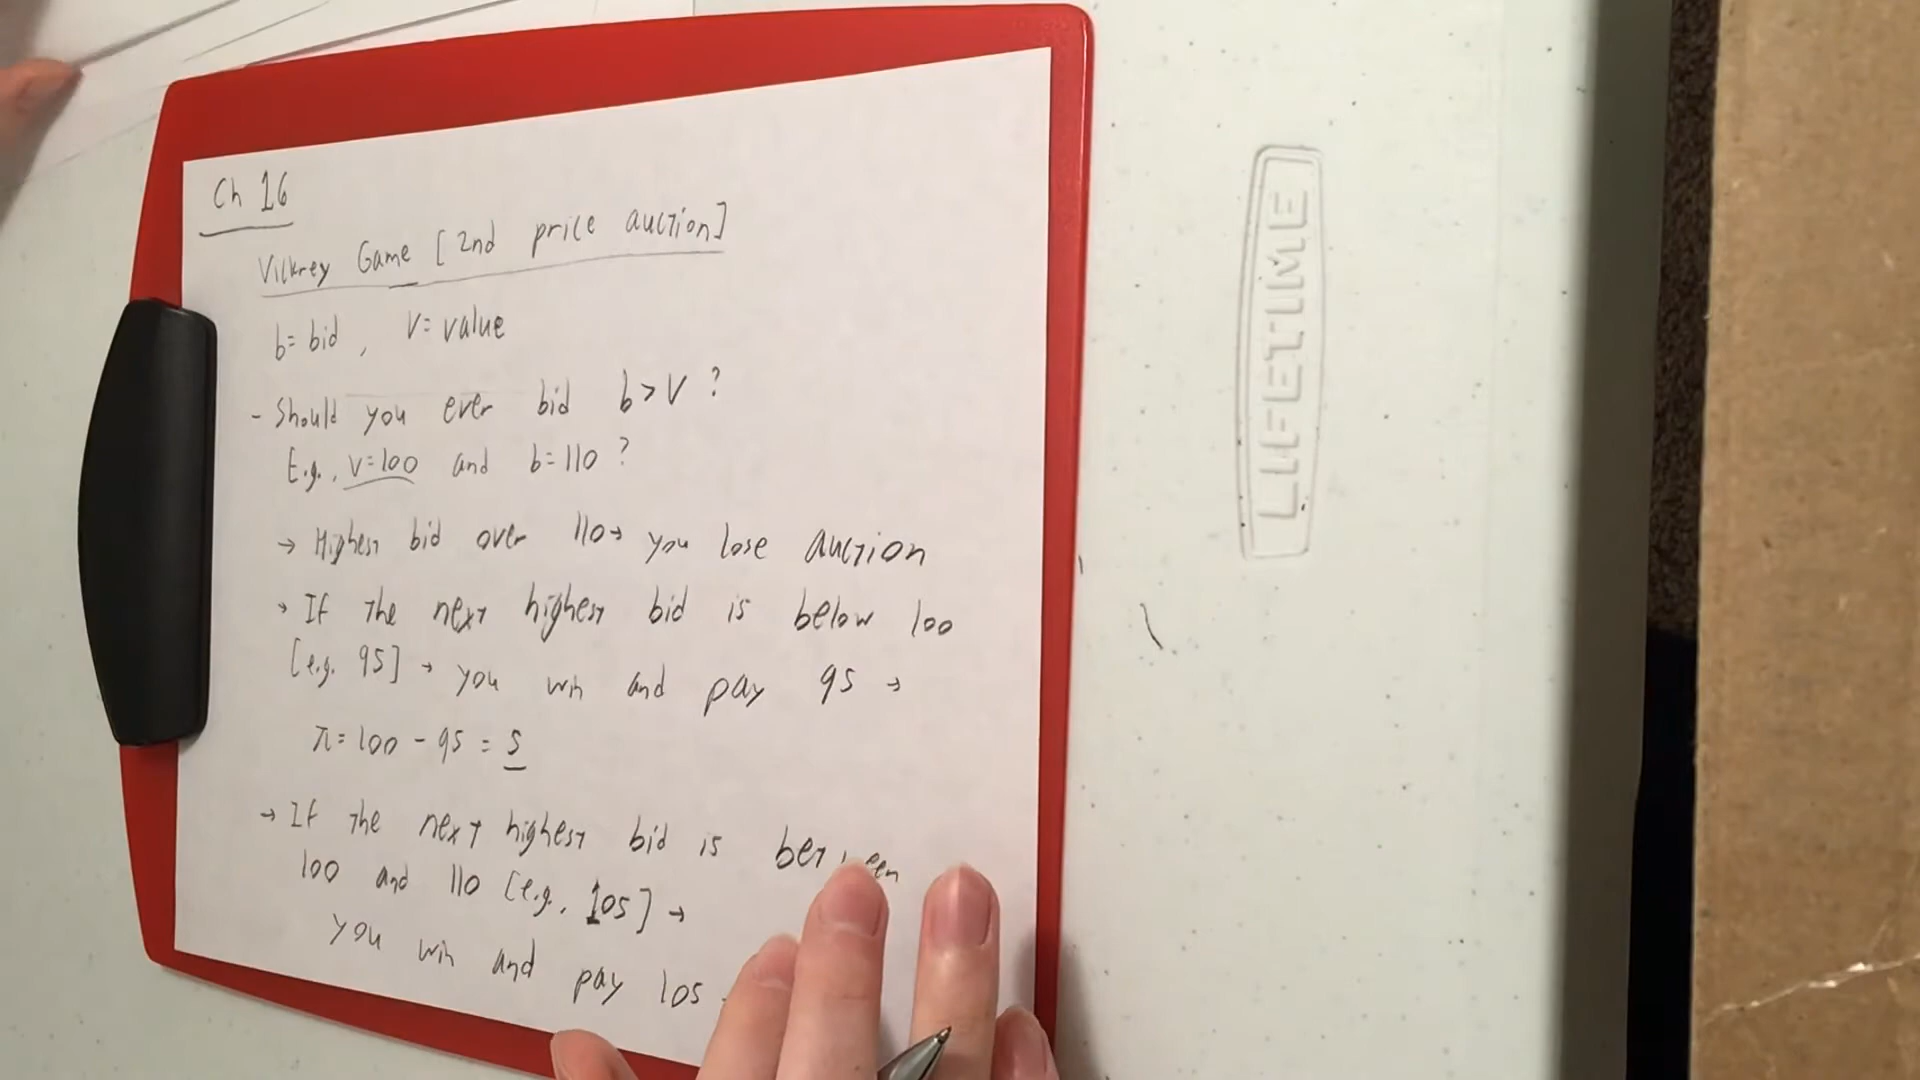 Ch 16
Vickrey Game [2nd price auction]
b= bid, v= value
- Should you ever bid b>v?
E.g., v=100 and b=110?
→ Highest bid over 110→ you lose auction
→ If the next highest bid is below 100
[e.g. 95] → you win and pay 95 →
π= 100 - 95 = 5
→ If the next highest bid is between
100 and 110 [e.g., 105] →
you win and pay 105
LIFETIME